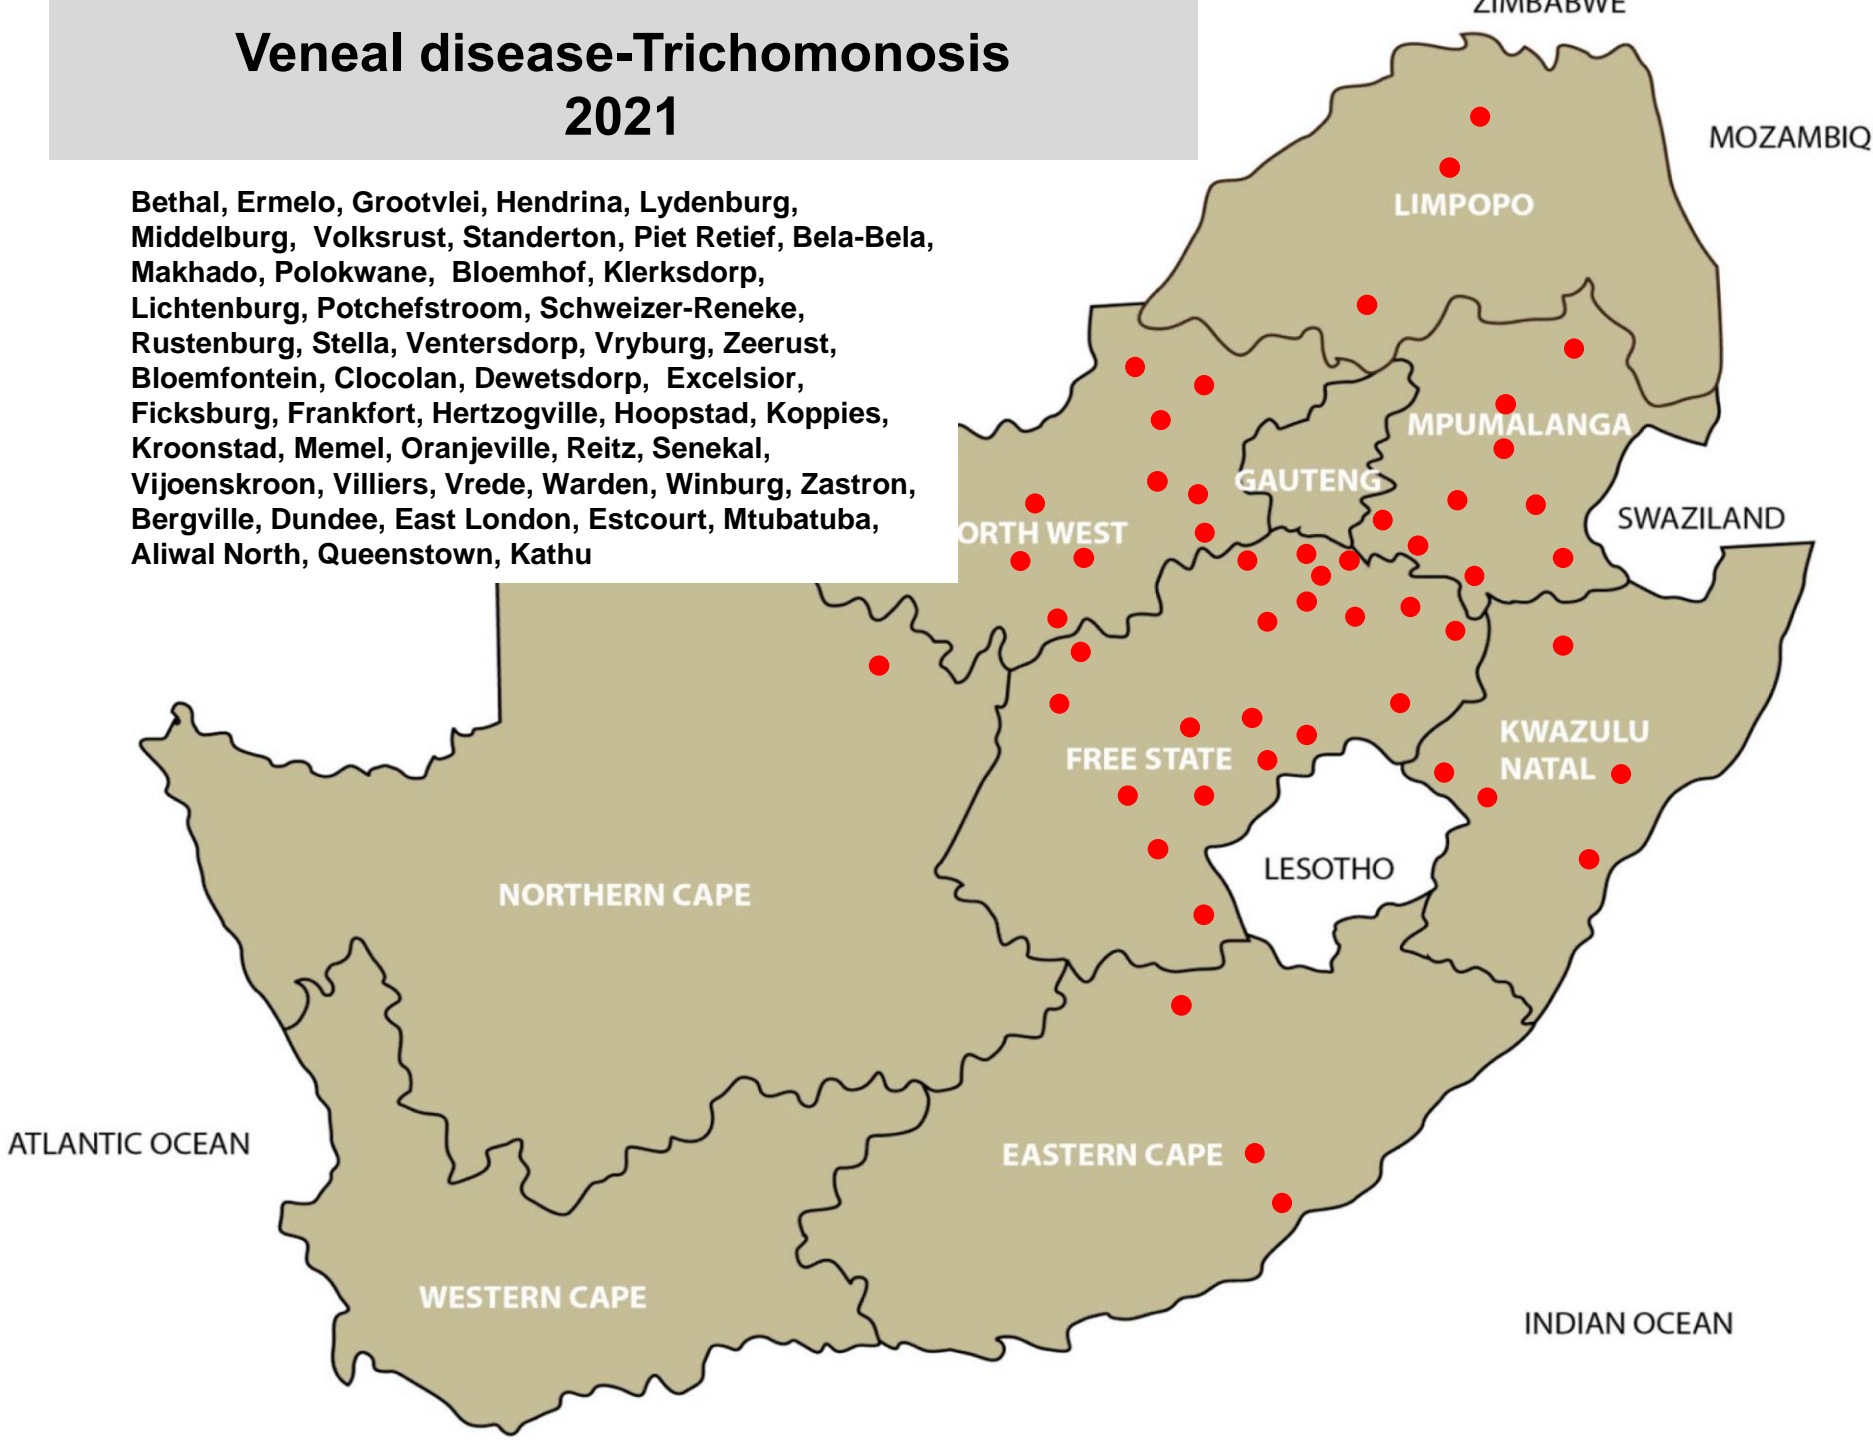 Veneal disease-Trichomonosis
2021
Bethal, Ermelo, Grootvlei, Hendrina, Lydenburg,
Middelburg, Volksrust, Standerton, Piet Retief, Bela-Bela,
Makhado, Polokwane, Bloemhof, Klerksdorp,
Lichtenburg, Potchefstroom, Schweizer-Reneke,
Rustenburg, Stella, Ventersdorp, Vryburg, Zeerust,
Bloemfontein, Clocolan, Dewetsdorp, Excelsior,
Ficksburg, Frankfort, Hertzogville, Hoopstad, Koppies,
Kroonstad, Memel, Oranjeville, Reitz, Senekal,
Vijoenskroon, Villiers, Vrede, Warden, Winburg, Zastron,
Bergville, Dundee, East London, Estcourt, Mtubatuba,
Aliwal North, Queenstown, Kathu
ZIMBABWE
MOZAMBIQ
LIMPOPO
MPUMALANGA
GAUTENG
SWAZILAND
ORTH WEST
KWAZULU
NATAL
FREE STATE
LESOTHO
NORTHERN CAPE
ATLANTIC OCEAN
EASTERN CAPE
WESTERN CAPE
INDIAN OCEAN